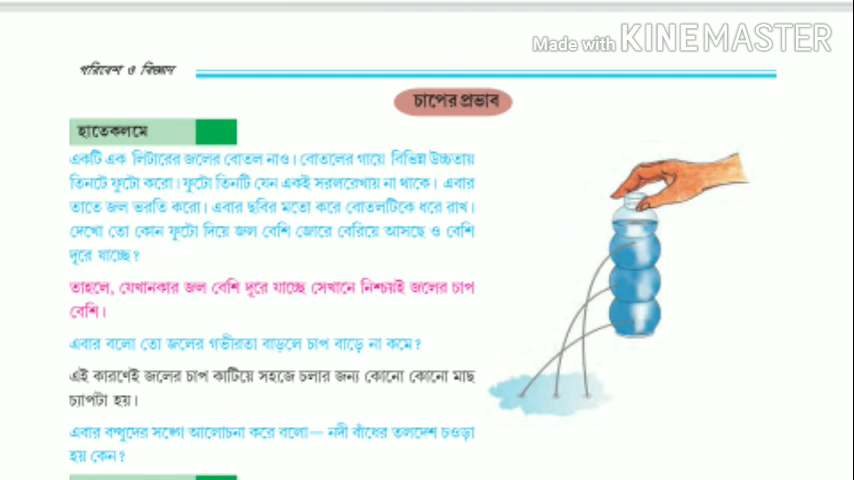 Made with KINEMASTER
পরিবেশ ও বিজ্ঞান
চাপের প্রভাব
হাতেকলমে
একটি এক লিটারের জলের বোতল নাও। বোতলের গায়ে বিভিন্ন উচ্চতায়
তিনটে ফুটো করো। ফুটো তিনটি যেন একই সরলরেখায় না থাকে। এবার
তাতে জল ভরতি করো। এবার ছবির মতো করে বোতলটিকে ধরে রাখ।
দেখো তো কোন ফুটো দিয়ে জল বেশি জোরে বেরিয়ে আসছে ও বেশি
দূরে যাচ্ছে?
তাহলে, যেখানকার জল বেশি দূরে যাচ্ছে সেখানে নিশ্চয়ই জলের চাপ
বেশি।
এবার বলো তো জলের গভীরতা বাড়লে চাপ বাড়ে না কমে?
এই কারণেই জলের চাপ কাটিয়ে সহজে চলার জন্য কোনো কোনো মাছ
চ্যাপটা হয়।
এবার বন্ধুদের সঙ্গে আলোচনা করে বলো— নদী বাঁধের তলদেশ চওড়া
হয় কেন?